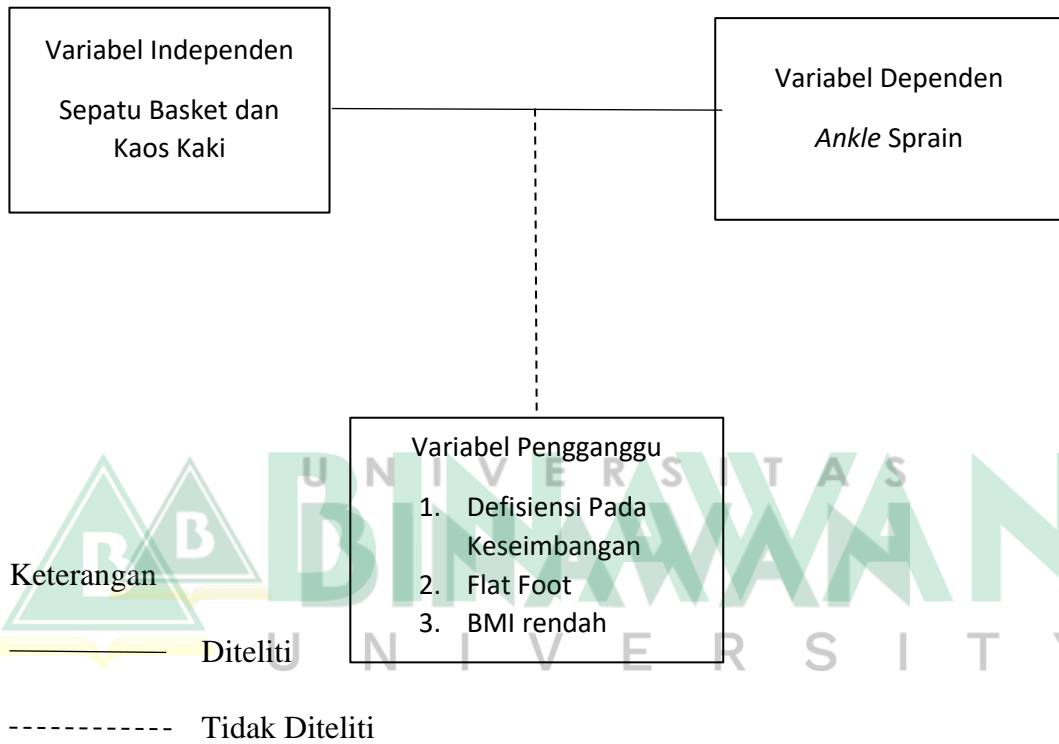 Variabel Independen
Sepatu Basket dan
Kaos Kaki
Variabel Dependen
Ankle Sprain
Variabel Pengganggu
1. Defisiensi Pada
Keseimbangan
2. Flat Foot
3. BMI rendah
UNIVERSITAS
BINAWAN
BINAWAN
UNIVERSITY
B
B
Keterangan
Diteliti
Tidak Diteliti